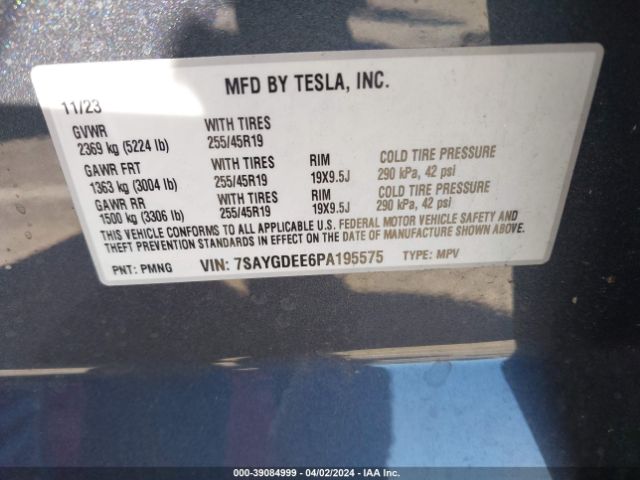 MFD BY TESLA, INC.
11/23
GVWR WITH TIRES
2369 kg (5224 lb) 255/45R19
GAWR FRT WITH TIRES RIM COLD TIRE PRESSURE
1363 kg (3004 lb) 255/45R19 19X9.5J 290 kPa, 42 psi
GAWR RR WITH TIRES RIM COLD TIRE PRESSURE
1500 kg (3306 lb) 255/45R19 19X9.5J 290 kPa, 42 psi
THIS VEHICLE CONFORMS TO ALL APPLICABLE U.S. FEDERAL MOTOR VEHICLE SAFETY AND
THEFT PREVENTION STANDARDS IN EFFECT ON THE DATE OF MANUFACTURE SHOWN ABOVE.
PNT: PMNG VIN: 7SAYGDEE6PA195575 TYPE: MPV
000-39084999 - 04/02/2024 - IAA Inc.